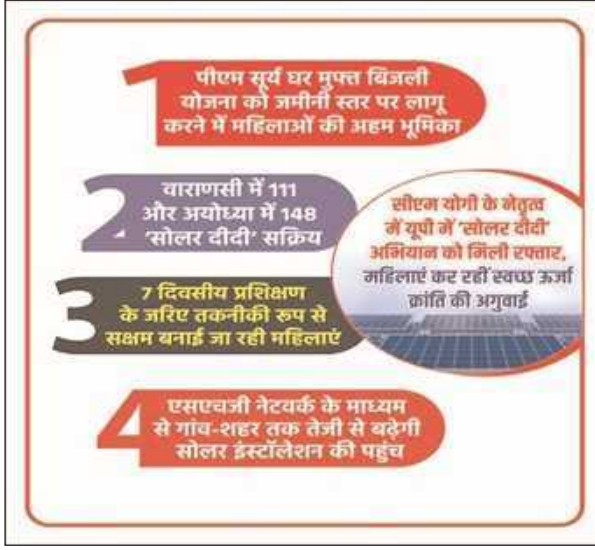 1
पीएम सूर्य घर मुफ्त बिजली
योजना को जमीनी स्तर पर लागू
करने में महिलाओं की अहम भूमिका
2
वाराणसी में 111
और अयोध्या में 148
'सोलर दीदी' सक्रिय
3
7 दिवसीय प्रशिक्षण
के जरिए तकनीकी रूप से
सक्षम बनाई जा रही महिलाएं
4
एसएचजी नेटवर्क के माध्यम
से गांव-शहर तक तेजी से बढ़ेगी
सोलर इंस्टॉलेशन की पहुंच
सीएम योगी के नेतृत्व
में यूपी में 'सोलर दीदी'
अभियान को मिली रफ्तार,
महिलाएं कर रहीं स्वच्छ ऊर्जा
क्रांति की अगुवाई